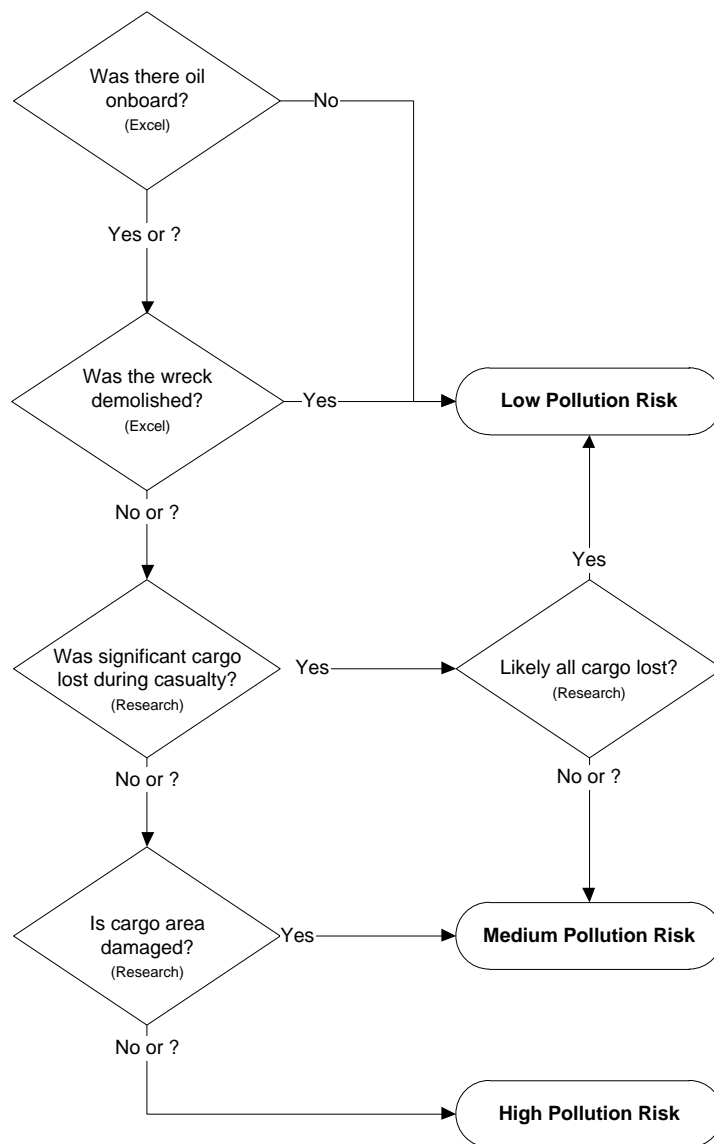 Was there oil
onboard?
(Excel)
No
Yes or ?
Was the wreck
demolished?
(Excel)
Yes
Low Pollution Risk
No or ?
Yes
Was significant cargo
lost during casualty?
(Research)
Yes
Likely all cargo lost?
(Research)
No or ?
No or ?
Is cargo area
damaged?
(Research)
Yes
Medium Pollution Risk
No or ?
High Pollution Risk